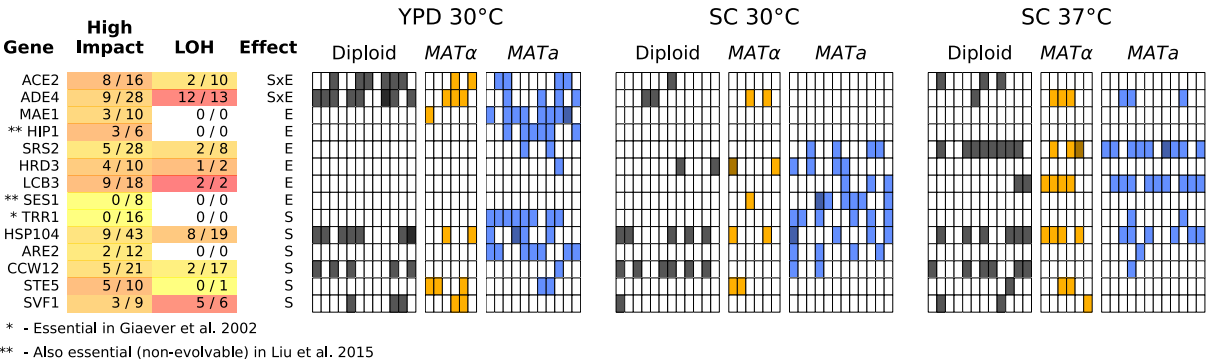 YPD 30°C SC 30°C SC 37°C
Gene High Impact LOH Effect Diploid MATα MATa Diploid MATα MATa Diploid MATα MATa
ACE2 8 / 16 2 / 10 SxE
ADE4 9 / 28 12 / 13 SxE
MAE1 3 / 10 0 / 0 E
** HIP1 3 / 6 0 / 0 E
SRS2 5 / 28 2 / 8 E
HRD3 4 / 10 1 / 2 E
LCB3 9 / 18 2 / 2 E
** SES1 0 / 8 0 / 0 E
* TRR1 0 / 16 0 / 0 S
HSP104 9 / 43 8 / 19 S
ARE2 2 / 12 0 / 0 S
CCW12 5 / 21 2 / 17 S
STE5 5 / 10 0 / 1 S
SVF1 3 / 9 5 / 6 S
* - Essential in Giaever et al. 2002
** - Also essential (non-evolvable) in Liu et al. 2015